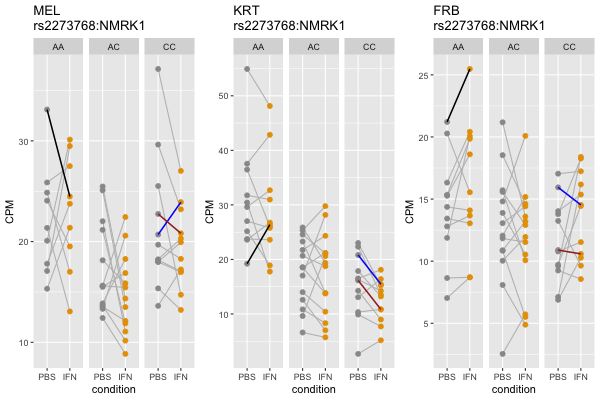 MEL
rs2273768:NMRK1
AA AC CC
30
20
10
CPM
PBS IFN PBS IFN PBS IFN
condition
KRT
rs2273768:NMRK1
AA AC CC
50
40
30
20
10
CPM
PBS IFN PBS IFN PBS IFN
condition
FRB
rs2273768:NMRK1
AA AC CC
25
20
15
10
5
CPM
PBS IFN PBS IFN PBS IFN
condition